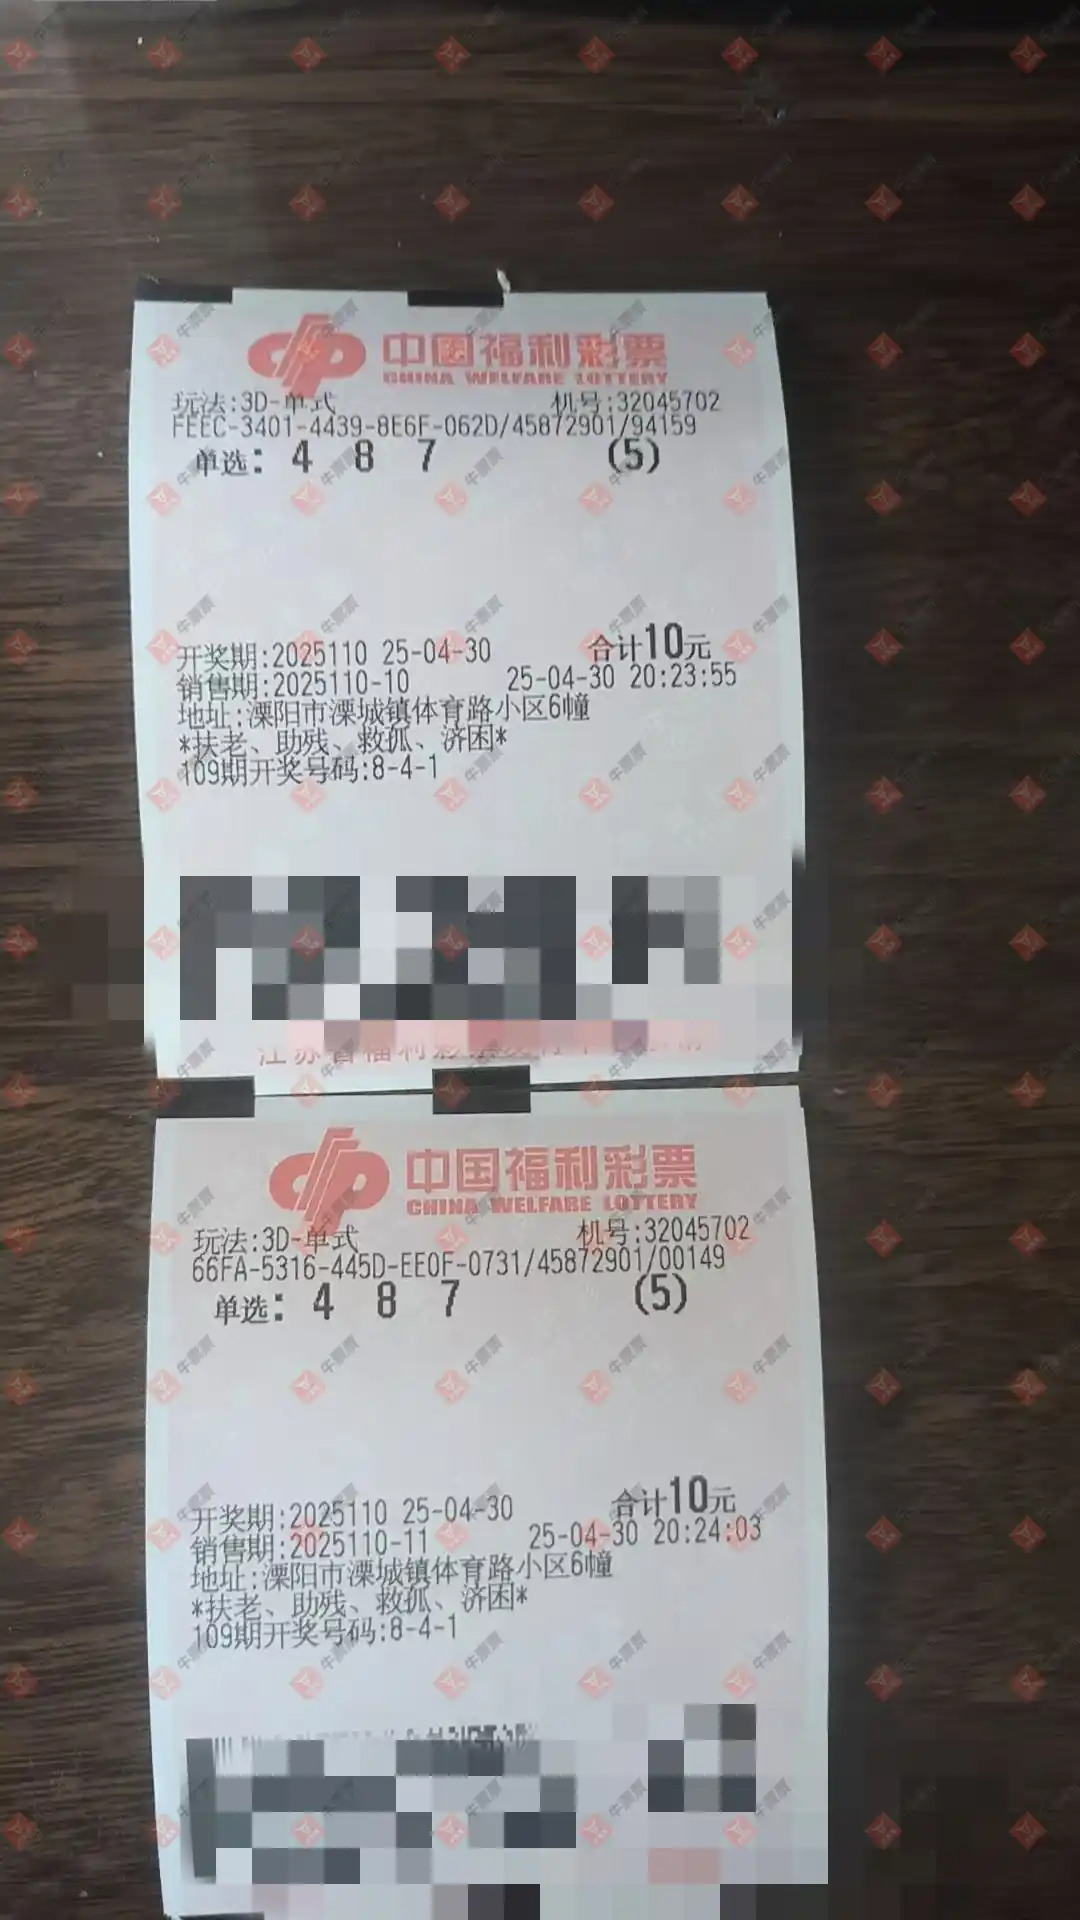 中国福利彩票
CHINA WELFARE LOTTERY
玩法:3D-单式 机号:32045702
FEEC-3401-4439-8E6F-062D/45872901/94159
单选: 4 8 7 (5)
开奖期:2025110 25-04-30 合计10元
销售期:2025110-10 25-04-30 20:23:55
地址:溧阳市溧城镇体育路小区6幢
*扶老、助残、救孤、济困*
109期开奖号码:8-4-1
江苏省福利彩
中国福利彩票
CHINA WELFARE LOTTERY
玩法:3D-单式 机号:32045702
66FA-5316-445D-EE0F-0731/45872901/00149
单选: 4 8 7 (5)
开奖期:2025110 25-04-30 合计10元
销售期:2025110-11 25-04-30 20:24:03
地址:溧阳市溧城镇体育路小区6幢
*扶老、助残、救孤、济困*
109期开奖号码:8-4-1
牛票票